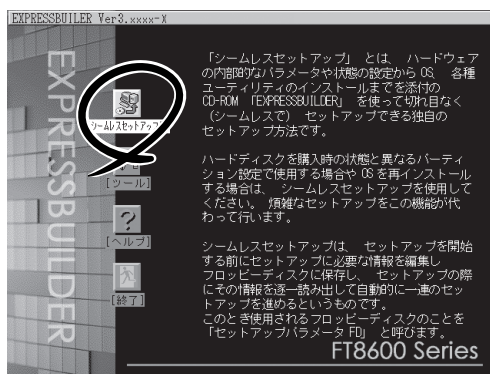 EXPRESSBUILER Ver3.xxxx-X
EXPRESSBUILDER
シームレスセットアップ
[ツール]
[ヘルプ]
[終了]
「シームレスセットアップ」 とは、 ハードウェア
の内部的なパラメータや状態の設定から OS、 各種
ユーティリティのインストールまでを添付の
CD-ROM 「EXPRESSBUILDER」 を使って切れ目なく
(シームレスで) セットアップできる独自の
セットアップ方法です。
ハードディスクを購入時の状態と異なるパーティ
ション設定で使用する場合や OS を再インストール
する場合は、 シームレスセットアップを使用して
ください。 煩雑なセットアップをこの機能が代
わって行います。
シームレスセットアップは、 セットアップを開始
する前にセットアップに必要な情報を編集し
フロッピーディスクに保存し、 セットアップの際
にその情報を逐一読み出して自動的に一連のセッ
トアップを進めるというものです。
このとき使用されるフロッピーディスクのことを
「セットアップパラメータ FD」 と呼びます。
FT8600 Series